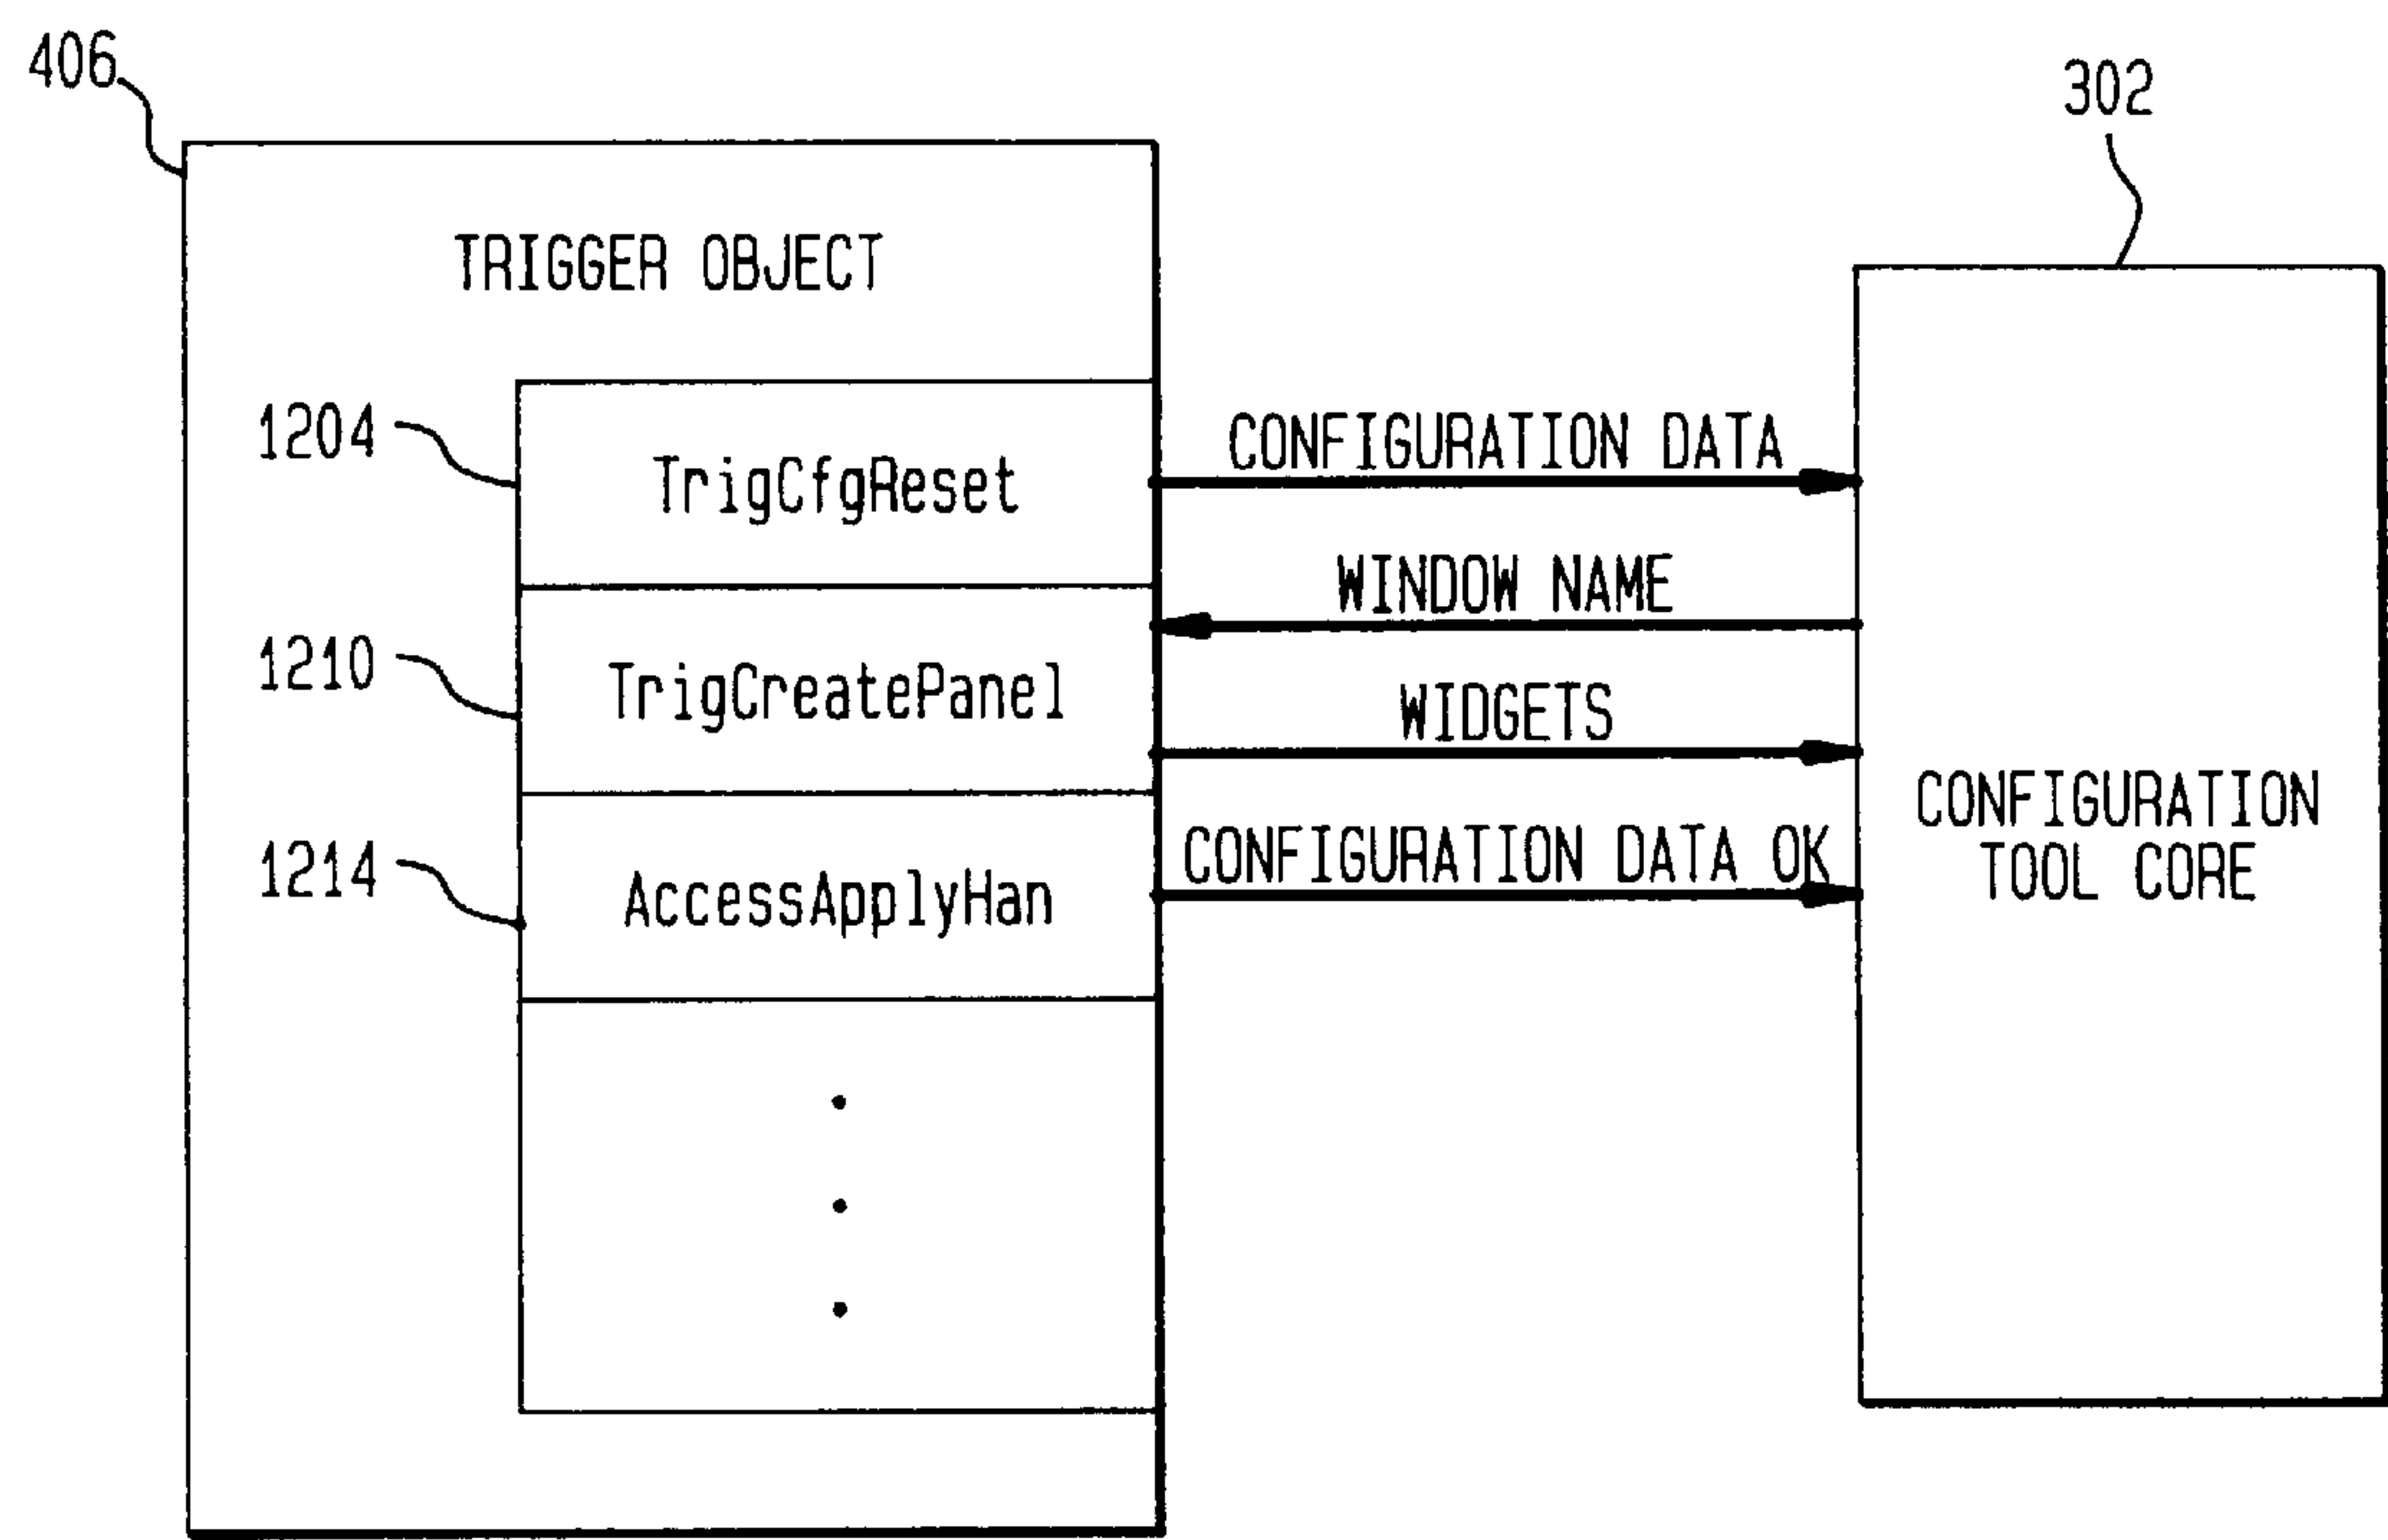 406
302
TRIGGER OBJECT
1204
TrigCfgReset
CONFIGURATION DATA
WINDOW NAME
1210
TrigCreatePanel
WIDGETS
CONFIGURATION
TOOL CORE
1214
AccessApplyHan
CONFIGURATION DATA OK